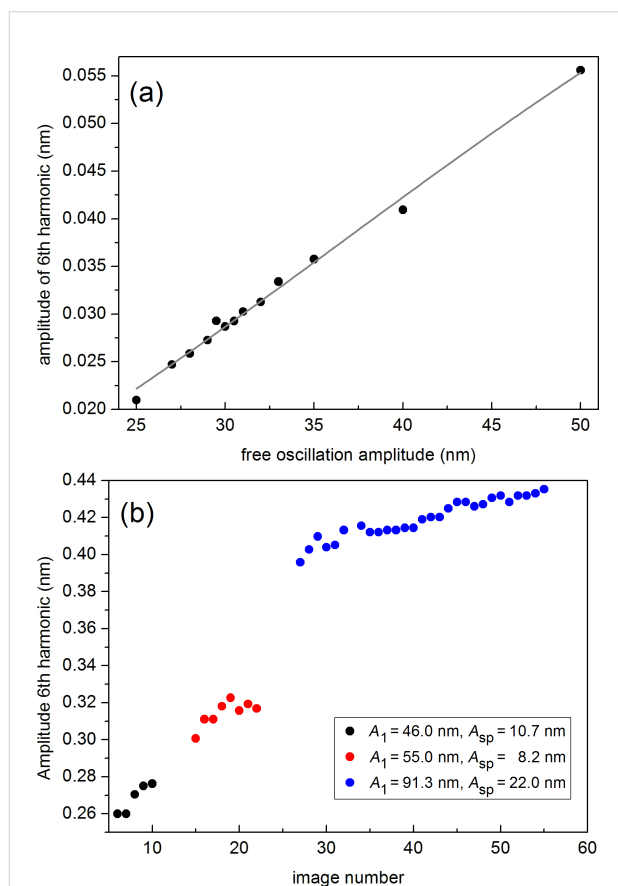 (a)
0.055
0.050
0.045
0.040
0.035
0.030
0.025
0.020
amplitude of 6th harmonic (nm)
25 30 35 40 45 50
free oscillation amplitude (nm)
(b)
0.44
0.42
0.40
0.38
0.36
0.34
0.32
0.30
0.28
0.26
Amplitude 6th harmonic (nm)
A1 = 46.0 nm, Asp = 10.7 nm
A1 = 55.0 nm, Asp = 8.2 nm
A1 = 91.3 nm, Asp = 22.0 nm
10 20 30 40 50 60
image number